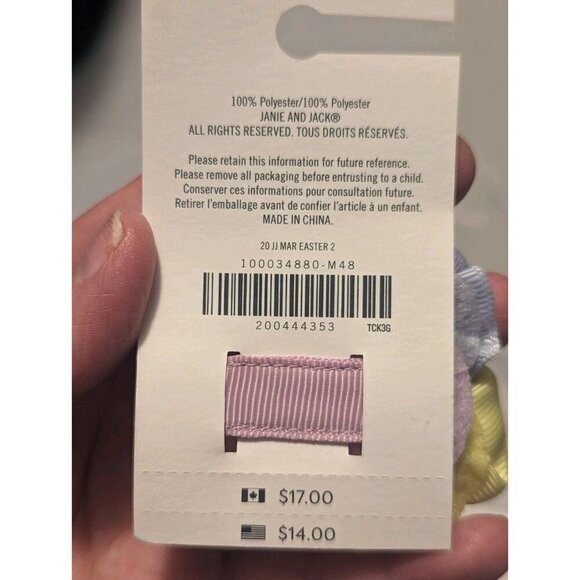 100% Polyester/100% Polyester
JANIE AND JACK®
ALL RIGHTS RESERVED. TOUS DROITS RÉSERVÉS.
Please retain this information for future reference.
Please remove all packaging before entrusting to a child.
Conserver ces informations pour consultation future.
Retirer l'emballage avant de confier l'article à un enfant.
MADE IN CHINA.
20 JJ MAR EASTER 2
100034880-M48
200444353 TCK3G
$17.00
$14.00